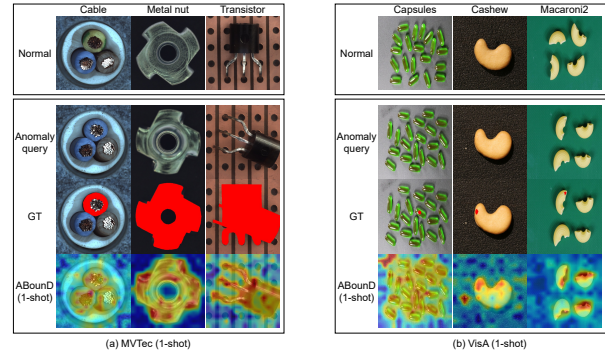 Cable Metal nut Transistor
Normal
Anomaly
query
GT
ABounD
(1-shot)
(a) MVTec (1-shot)
Capsules Cashew Macaroni2
Normal
Anomaly
query
GT
ABounD
(1-shot)
(b) VisA (1-shot)